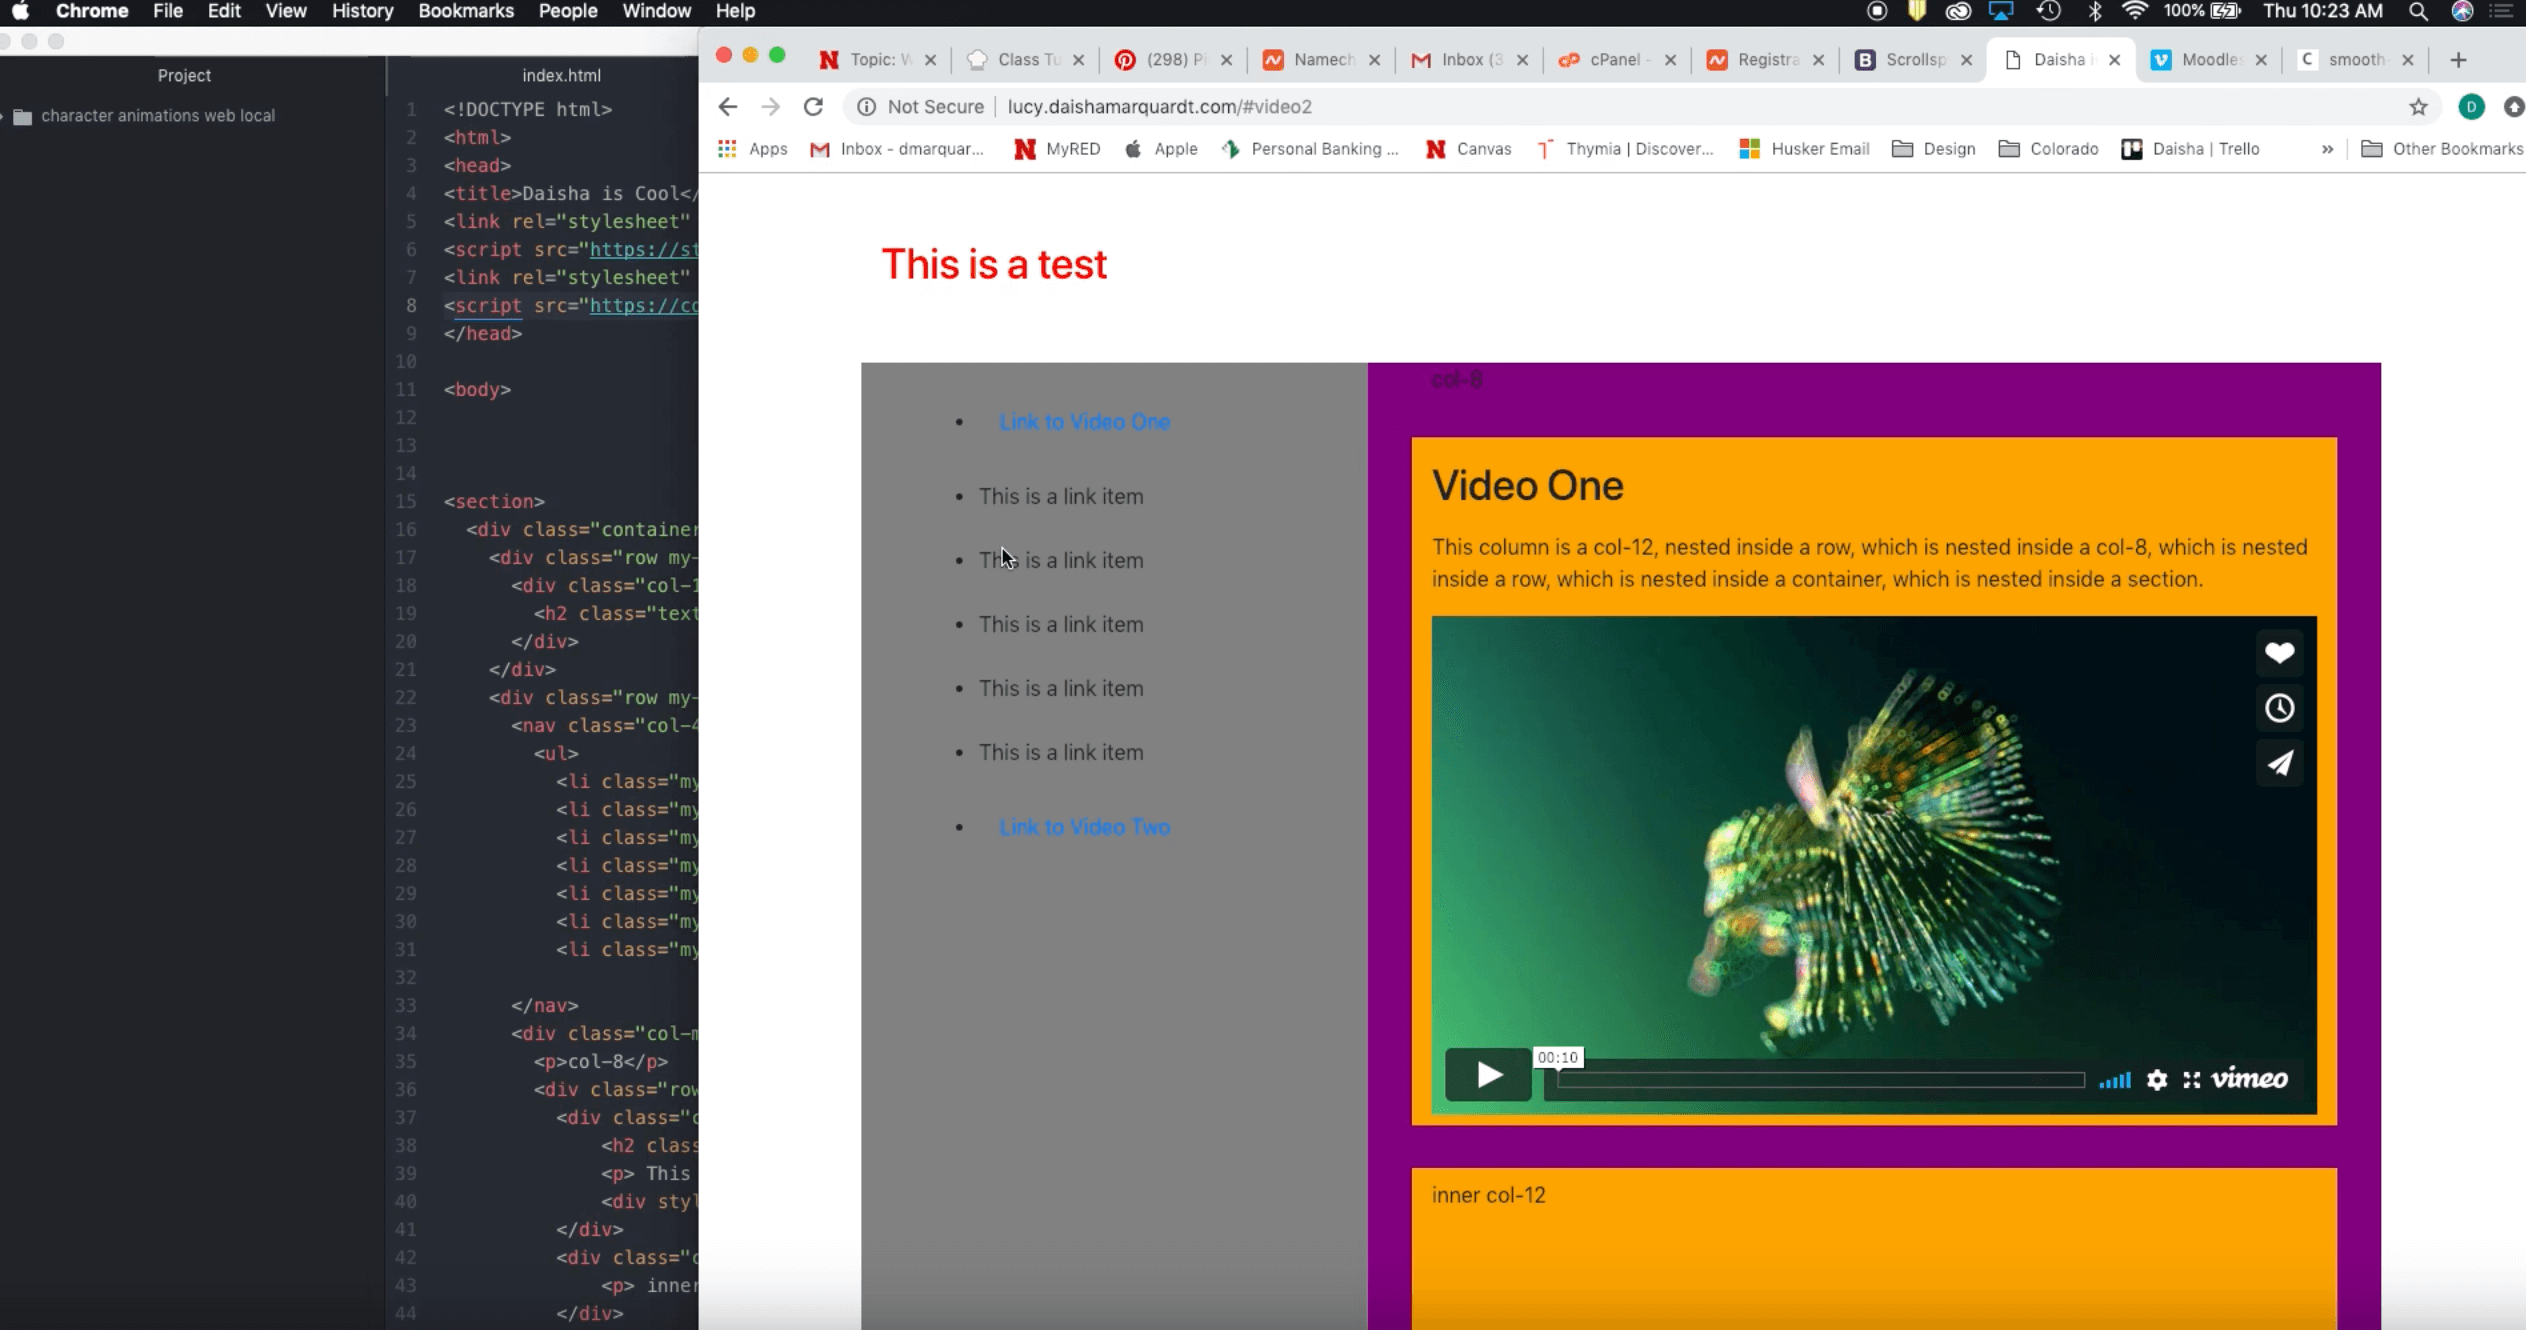 Chrome File Edit View History Bookmarks People Window Help 100% Thu 10:23 AM
Project
character animations web local
index.html
1 <!DOCTYPE html>
2 <html>
3 <head>
4 <title>Daisha is Cool</
5 <link rel="stylesheet"
6 <script src="https://st
7 <link rel="stylesheet"
8 <script src="https://co
9 </head>
10
11 <body>
12
13
14
15 <section>
16 <div class="container
17 <div class="row my-
18 <div class="col-1
19 <h2 class="text
20 </div>
21 </div>
22 <div class="row my-
23 <nav class="col-4
24 <ul>
25 <li class="my
26 <li class="my
27 <li class="my
28 <li class="my
29 <li class="my
30 <li class="my
31 <li class="my
32
33 </nav>
34 <div class="col-m
35 <p>col-8</p>
36 <div class="row
37 <div class="c
38 <h2 class
39 <p> This
40 <div styl
41 </div>
42 <div class="c
43 <p> inner
44 </div>
Topic: W Class Tu (298) Pi Namech Inbox (3 cPanel - Registra Scrollsp Daisha i Moodle smooth-
Not Secure lucy.daishamarquardt.com/#video2 D
Apps Inbox - dmarquar... MyRED Apple Personal Banking ... Canvas Thymia | Discover... Husker Email Design Colorado Daisha | Trello » Other Bookmarks
This is a test
Link to Video One
This is a link item
This is a link item
This is a link item
This is a link item
This is a link item
Link to Video Two
col-8
Video One
This column is a col-12, nested inside a row, which is nested inside a col-8, which is nested
inside a row, which is nested inside a container, which is nested inside a section.
00:10
vimeo
inner col-12